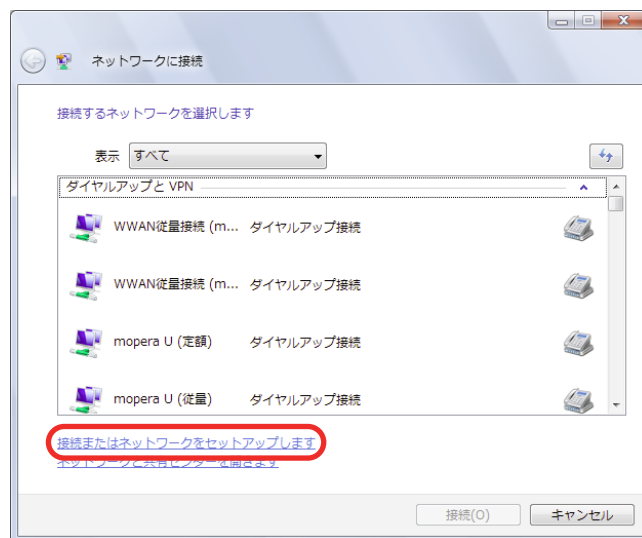 ネットワークに接続
接続するネットワークを選択します
表示 すべて
ダイヤルアップと VPN
WWAN従量接続 (m... ダイヤルアップ接続
WWAN従量接続 (m... ダイヤルアップ接続
mopera U (定額) ダイヤルアップ接続
mopera U (従量) ダイヤルアップ接続
接続またはネットワークをセットアップします
ネットワークと共有センターを開きます
接続(O) キャンセル